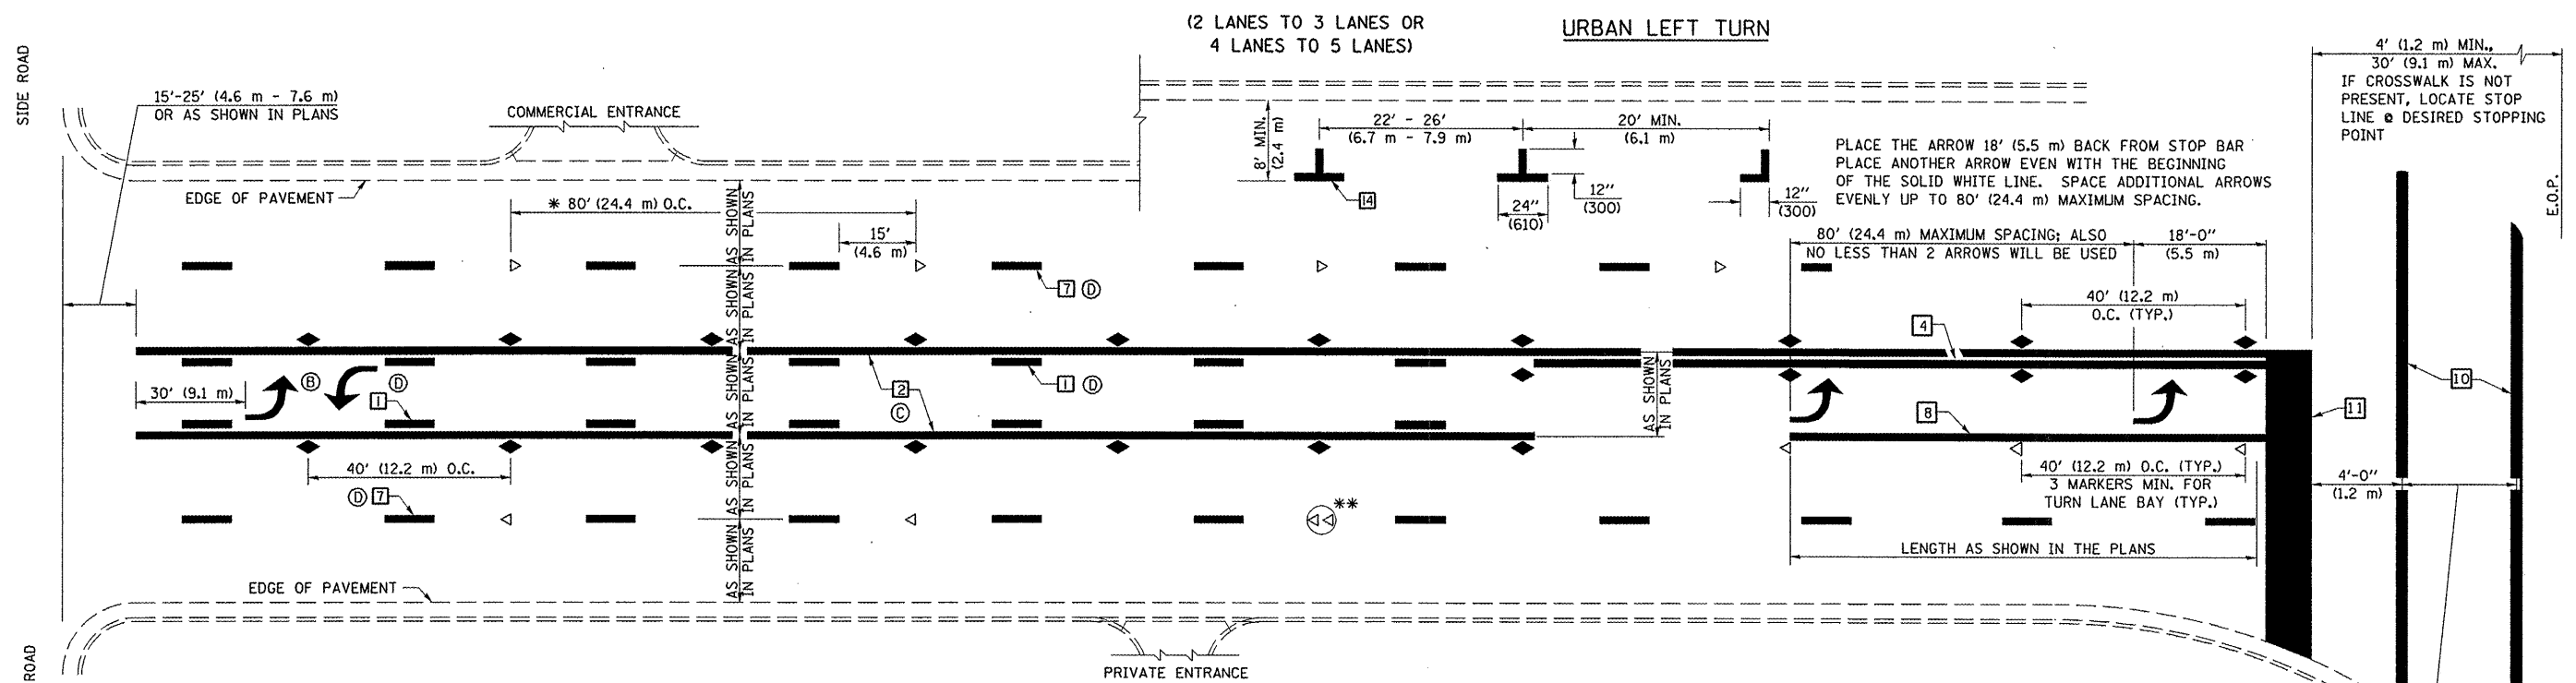 (2 LANES TO 3 LANES OR
4 LANES TO 5 LANES)
URBAN LEFT TURN
SIDE ROAD
15'-25' (4.6 m - 7.6 m)
OR AS SHOWN IN PLANS
COMMERCIAL ENTRANCE
EDGE OF PAVEMENT
* 80' (24.4 m) O.C.
15'
(4.6 m)
8' MIN.
(2.4 m)
22' - 26'
(6.7 m - 7.9 m)
20' MIN.
(6.1 m)
14
24"
(610)
12"
(300)
12"
(300)
4' (1.2 m) MIN.,
30' (9.1 m) MAX.
IF CROSSWALK IS NOT
PRESENT, LOCATE STOP
LINE @ DESIRED STOPPING
POINT
E.O.P.
PLACE THE ARROW 18' (5.5 m) BACK FROM STOP BAR
PLACE ANOTHER ARROW EVEN WITH THE BEGINNING
OF THE SOLID WHITE LINE. SPACE ADDITIONAL ARROWS
EVENLY UP TO 80' (24.4 m) MAXIMUM SPACING.
80' (24.4 m) MAXIMUM SPACING; ALSO
NO LESS THAN 2 ARROWS WILL BE USED
18'-0"
(5.5 m)
40' (12.2 m)
O.C. (TYP.)
AS SHOWN
IN PLANS
AS SHOWN
IN PLANS
AS SHOWN
IN PLANS
AS SHOWN
IN PLANS
AS SHOWN
IN PLANS
7 D
4
30' (9.1 m)
B
D
1
2
C
1 D
AS SHOWN
IN PLANS
8
10
11
40' (12.2 m) O.C.
D 7
**
40' (12.2 m) O.C. (TYP.)
3 MARKERS MIN. FOR
TURN LANE BAY (TYP.)
4'-0"
(1.2 m)
LENGTH AS SHOWN IN THE PLANS
EDGE OF PAVEMENT
PRIVATE ENTRANCE
ROAD